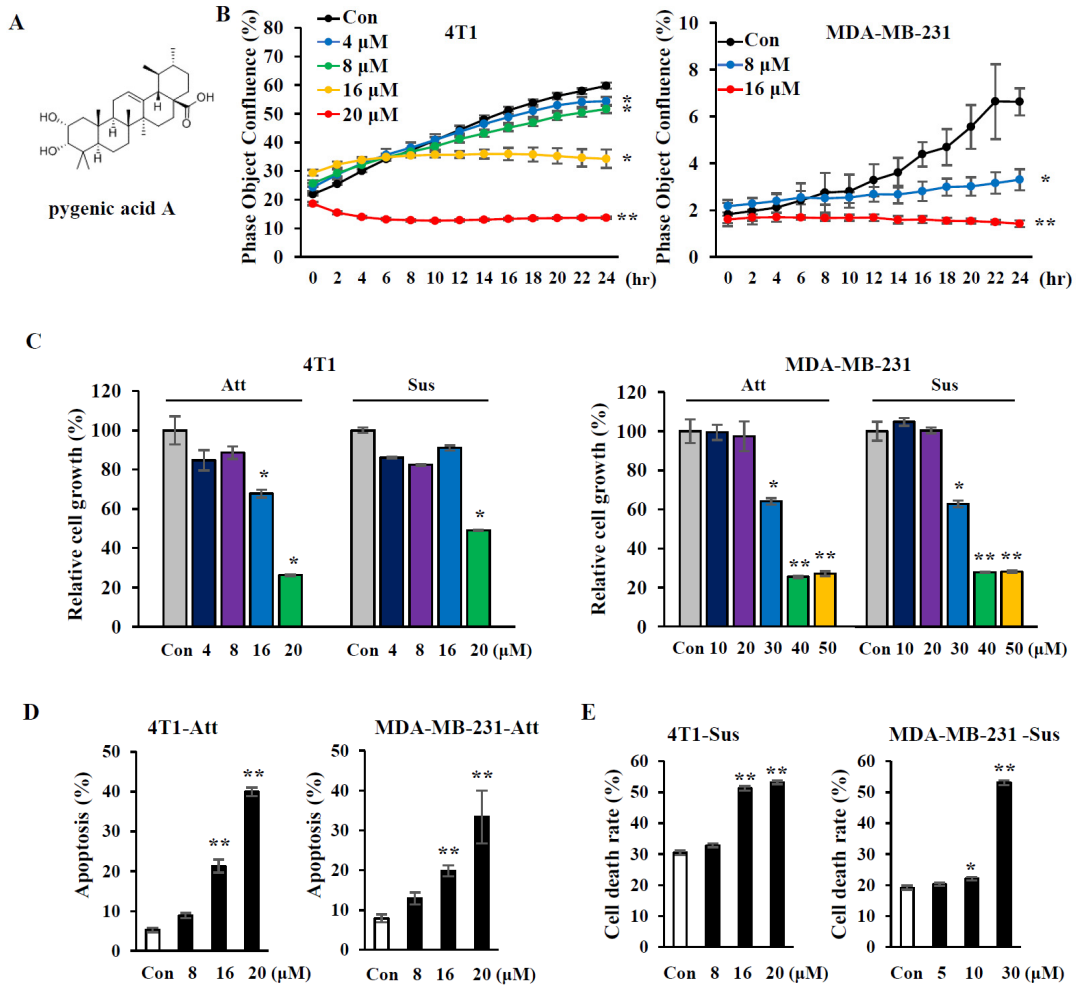 A
OH
HO
HO
pygenic acid A
B
4T1
Con
4 μM
8 μM
16 μM
20 μM
Phase Object Confluence (%)
80
70
60
50
40
30
20
10
0
*
*
*
**
0 2 4 6 8 10 12 14 16 18 20 22 24 (hr)
MDA-MB-231
Con
8 μM
16 μM
Phase Object Confluence (%)
10
8
6
4
2
0
*
**
0 2 4 6 8 10 12 14 16 18 20 22 24 (hr)
C
4T1
Att Sus
Relative cell growth (%)
120
100
80
60
40
20
0
* * *
Con 4 8 16 20 Con 4 8 16 20 (μM)
MDA-MB-231
Att Sus
Relative cell growth (%)
120
100
80
60
40
20
0
* ** ** * ** **
Con 10 20 30 40 50 Con 10 20 30 40 50 (μM)
D
4T1-Att
Apoptosis (%)
50
40
30
20
10
0
** **
Con 8 16 20 (μM)
MDA-MB-231-Att
Apoptosis (%)
50
40
30
20
10
0
** **
Con 8 16 20 (μM)
E
4T1-Sus
Cell death rate (%)
60
50
40
30
20
10
0
** **
Con 8 16 20 (μM)
MDA-MB-231 -Sus
Cell death rate (%)
60
50
40
30
20
10
0
* **
Con 5 10 30 (μM)